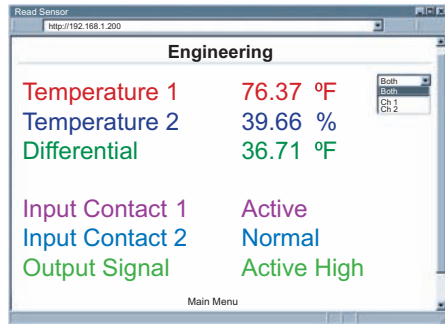 Read Sensor
http://192.168.1.200
Engineering
Temperature 1 76.37 ºF
Temperature 2 39.66 %
Differential 36.71 ºF
Both
Both
Ch 1
Ch 2
Input Contact 1 Active
Input Contact 2 Normal
Output Signal Active High
Main Menu